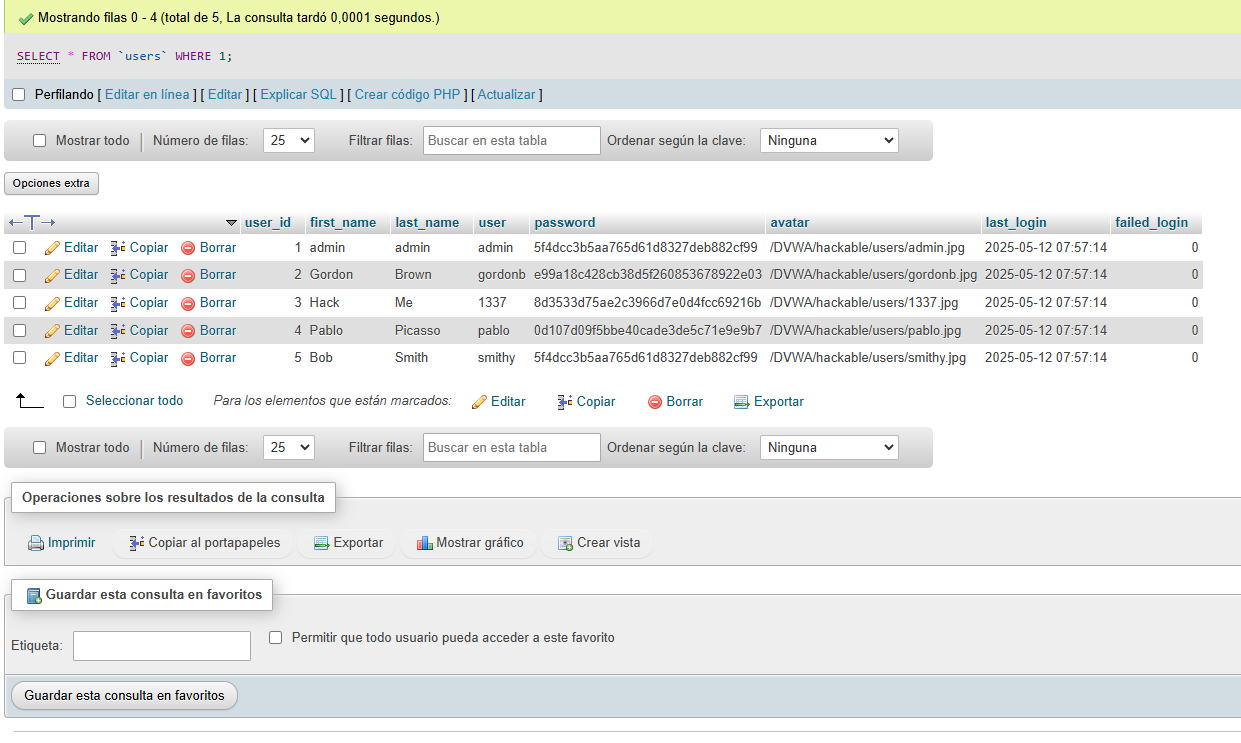 Mostrando filas 0 - 4 (total de 5, La consulta tardó 0,0001 segundos.)
SELECT * FROM `users` WHERE 1;
Perfilando [ Editar en línea ] [ Editar ] [ Explicar SQL ] [ Crear código PHP ] [ Actualizar ]
Mostrar todo Número de filas: 25 Filtrar filas: Buscar en esta tabla Ordenar según la clave: Ninguna
Opciones extra
←T→ user_id first_name last_name user password avatar last_login failed_login
Editar Copiar Borrar 1 admin admin admin 5f4dcc3b5aa765d61d8327deb882cf99 /DVWA/hackable/users/admin.jpg 2025-05-12 07:57:14 0
Editar Copiar Borrar 2 Gordon Brown gordonb e99a18c428cb38d5f260853678922e03 /DVWA/hackable/users/gordonb.jpg 2025-05-12 07:57:14 0
Editar Copiar Borrar 3 Hack Me 1337 8d3533d75ae2c3966d7e0d4fcc69216b /DVWA/hackable/users/1337.jpg 2025-05-12 07:57:14 0
Editar Copiar Borrar 4 Pablo Picasso pablo 0d107d09f5bbe40cade3de5c71e9e9b7 /DVWA/hackable/users/pablo.jpg 2025-05-12 07:57:14 0
Editar Copiar Borrar 5 Bob Smith smithy 5f4dcc3b5aa765d61d8327deb882cf99 /DVWA/hackable/users/smithy.jpg 2025-05-12 07:57:14 0
Seleccionar todo Para los elementos que están marcados: Editar Copiar Borrar Exportar
Mostrar todo Número de filas: 25 Filtrar filas: Buscar en esta tabla Ordenar según la clave: Ninguna
Operaciones sobre los resultados de la consulta
Imprimir Copiar al portapapeles Exportar Mostrar gráfico Crear vista
Guardar esta consulta en favoritos
Etiqueta: Permitir que todo usuario pueda acceder a este favorito
Guardar esta consulta en favoritos